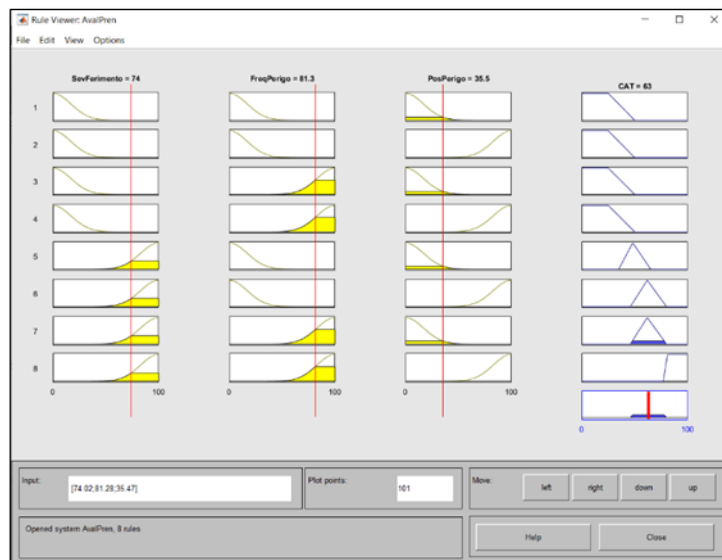 Rule Viewer: AvalPren
File Edit View Options
SevFerimento = 74 FreqPerigo = 81.3 PosPerigo = 35.5 CAT = 63
1
2
3
4
5
6
7
8
0 100 0 100 0 100
0 100
Input: [74.02;81.28;35.47] Plot points: 101 Move: left right down up
Opened system AvalPren, 8 rules Help Close